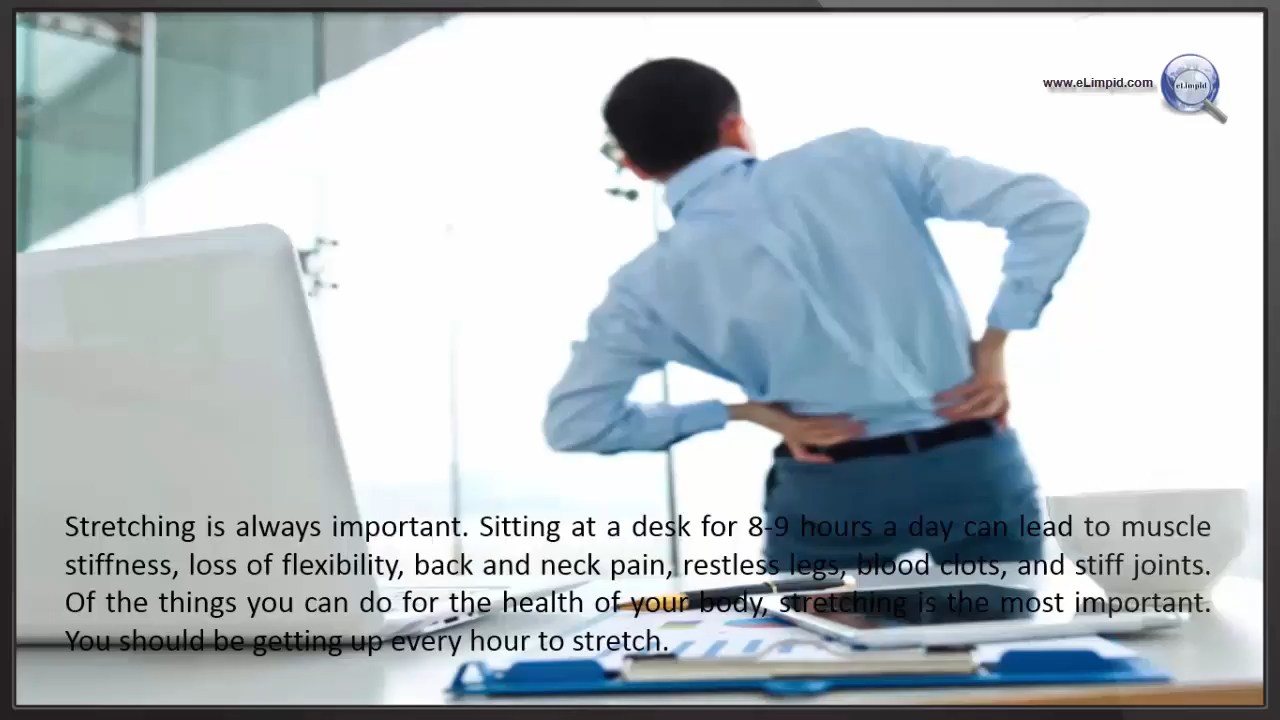 www.eLimpid.com
eLimpid
Stretching is always important. Sitting at a desk for 8-9 hours a day can lead to muscle
stiffness, loss of flexibility, back and neck pain, restless legs, blood clots, and stiff joints.
Of the things you can do for the health of your body, stretching is the most important.
You should be getting up every hour to stretch.